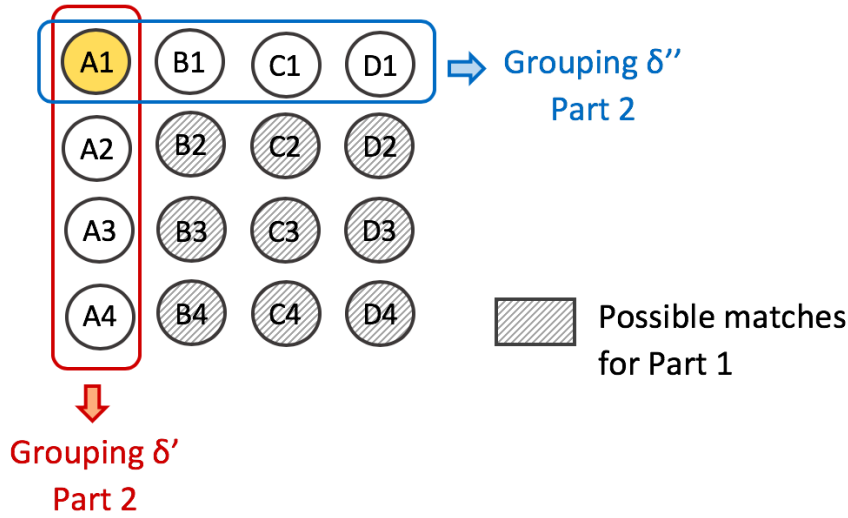 A1 B1 C1 D1
Grouping δ’’
Part 2
A2 B2 C2 D2
A3 B3 C3 D3
A4 B4 C4 D4
Possible matches
for Part 1
Grouping δ’
Part 2